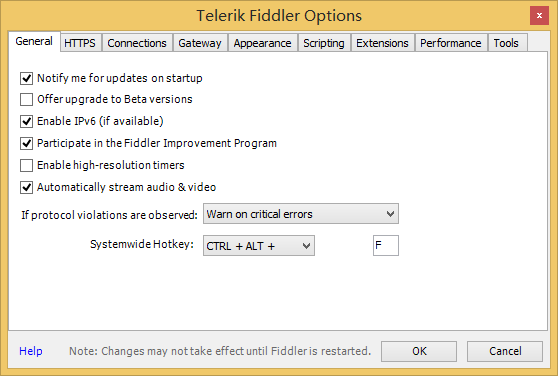 Telerik Fiddler Options
x
General HTTPS Connections Gateway Appearance Scripting Extensions Performance Tools
Notify me for updates on startup
Offer upgrade to Beta versions
Enable IPv6 (if available)
Participate in the Fiddler Improvement Program
Enable high-resolution timers
Automatically stream audio & video
If protocol violations are observed: Warn on critical errors
Systemwide Hotkey: CTRL + ALT + F
Help Note: Changes may not take effect until Fiddler is restarted. OK Cancel